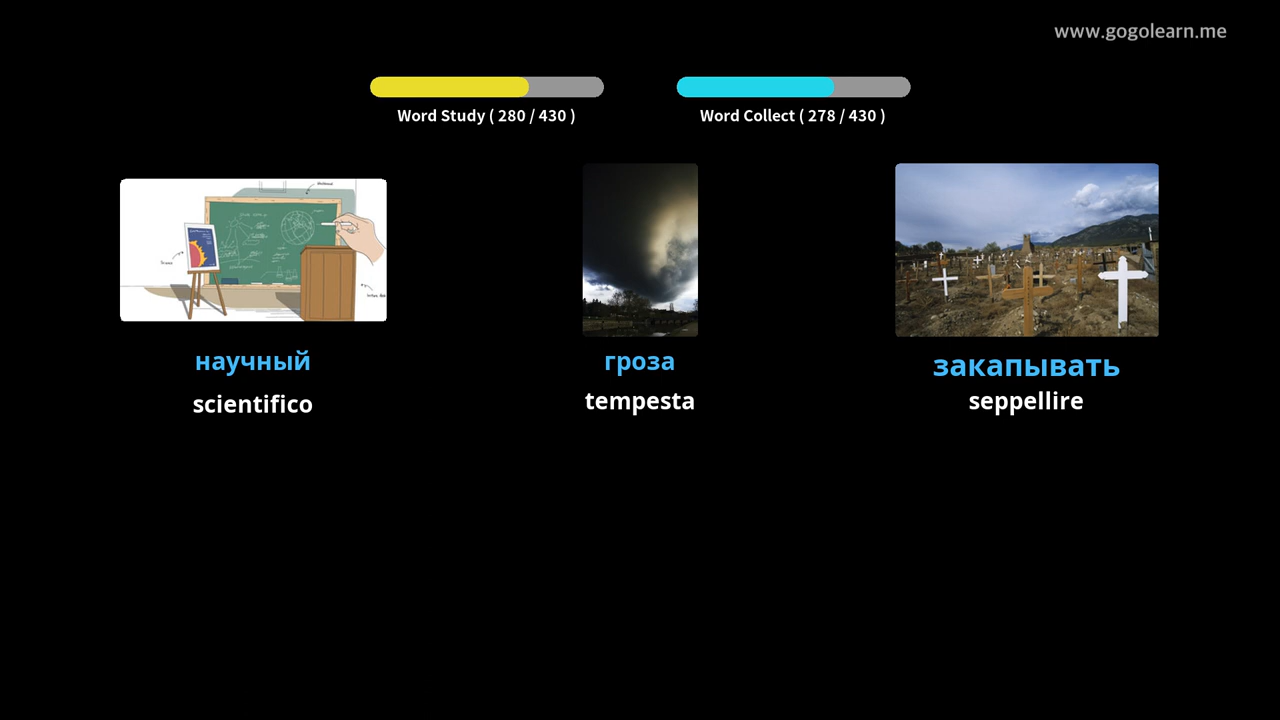 www.gogolearn.me
Word Study ( 280 / 430 )
Word Collect ( 278 / 430 )
научный
scientifico
гроза
tempesta
закапывать
seppellire